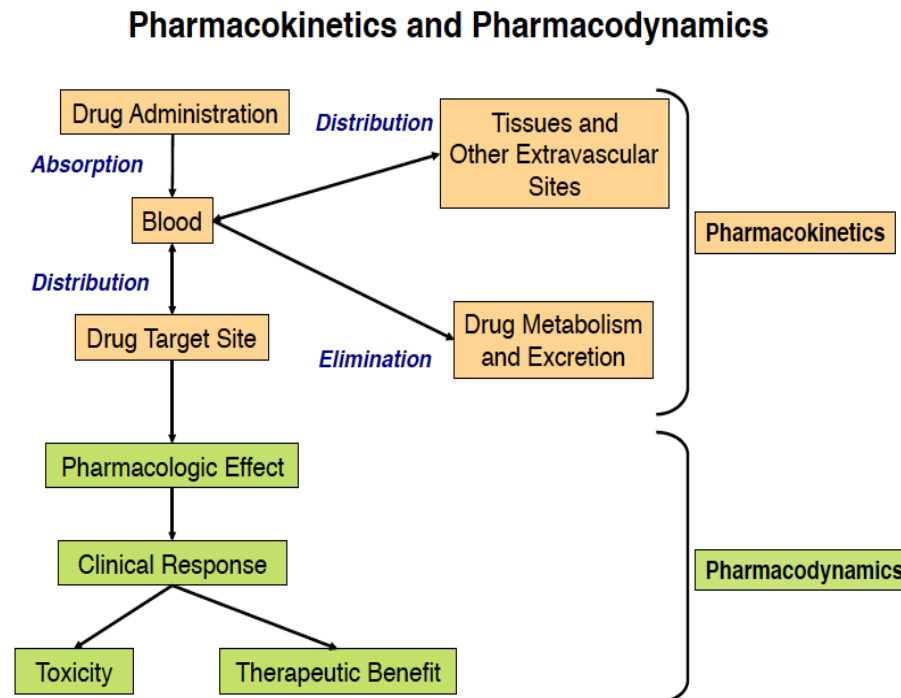 Pharmacokinetics and Pharmacodynamics
Drug Administration
Distribution
Tissues and
Other Extravascular
Sites
Absorption
Blood
Pharmacokinetics
Distribution
Drug Target Site
Drug Metabolism
and Excretion
Elimination
Pharmacologic Effect
Clinical Response
Pharmacodynamics
Toxicity
Therapeutic Benefit